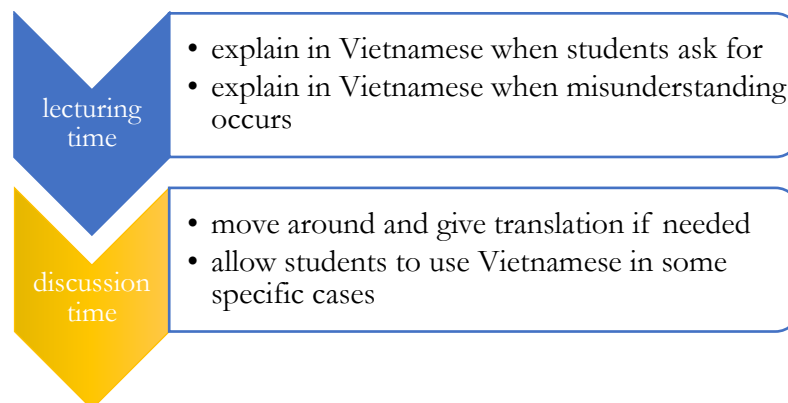 lecturing
time
• explain in Vietnamese when students ask for
• explain in Vietnamese when misunderstanding
occurs
discussion
time
• move around and give translation if needed
• allow students to use Vietnamese in some
specific cases